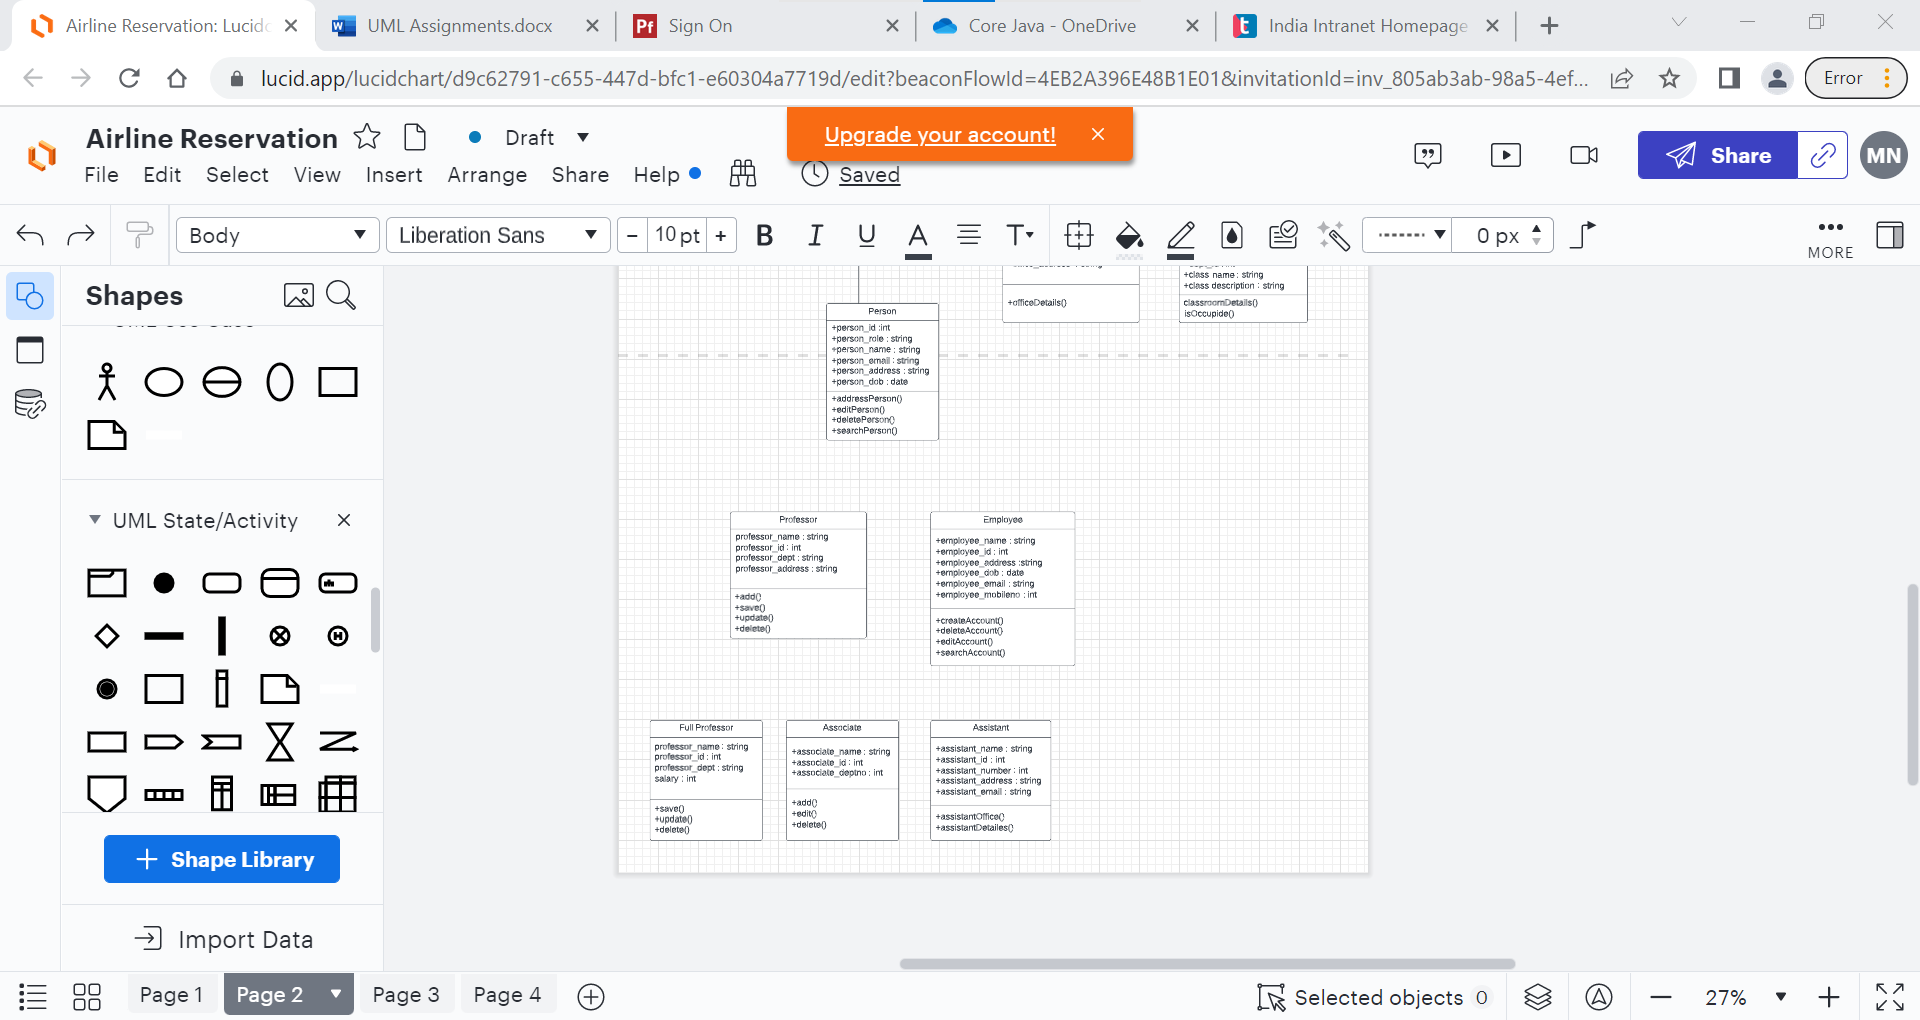 Airline Reservation: Lucidc
UML Assignments.docx
Pf
Sign On
Core Java - OneDrive
t
India Intranet Homepage
lucid.app/lucidchart/d9c62791-c655-447d-bfc1-e60304a7719d/edit?beaconFlowId=4EB2A396E48B1E01&invitationId=inv_805ab3ab-98a5-4ef...
Error
Airline Reservation
Draft
Upgrade your account!
Share
MN
File Edit Select View Insert Arrange Share Help
Saved
Body
Liberation Sans
- 10 pt +
B I U A T
0 px
MORE
Shapes
UML State/Activity
Shape Library
Import Data
+officeDetails()
+class name : string
+class description : string
classroomDetails()
isOccupide()
Person
+person_id :int
+person_role : string
+person_name : string
+person_email : string
+person_address : string
+person_dob : date
+addressPerson()
+editPerson()
+deletePerson()
+searchPerson()
Professor
professor_name : string
professor_id : int
professor_dept : string
professor_address : string
+add()
+save()
+update()
+delete()
Employee
+employee_name : string
+employee_id : int
+employee_address :string
+employee_dob : date
+employee_email : string
+employee_mobileno : int
+createAccount()
+deleteAccount()
+editAccount()
+searchAccount()
Full Professor
professor_name : string
professor_id : int
professor_dept : string
salary : int
+save()
+update()
+delete()
Associate
+associate_name : string
+associate_id : int
+associate_deptno : int
+add()
+edit()
+delete()
Assistant
+assistant_name : string
+assistant_id : int
+assistant_number : int
+assistant_address : string
+assistant_email : string
+assistantOffice()
+assistantDetailes()
Page 1
Page 2
Page 3
Page 4
Selected objects 0
27%